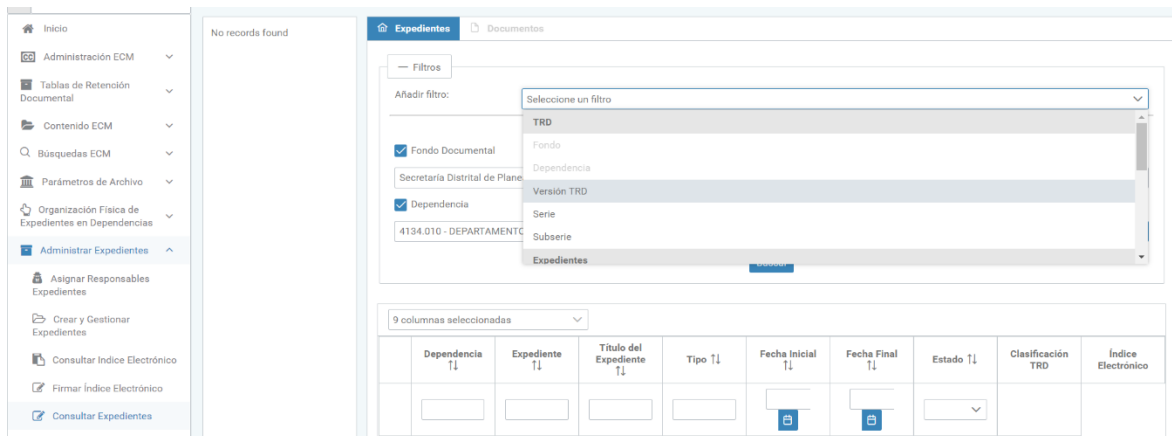 Inicio
Administración ECM
Tablas de Retención
Documental
Contenido ECM
Búsquedas ECM
Parámetros de Archivo
Organización Física de
Expedientes en Dependencias
Administrar Expedientes
Asignar Responsables
Expedientes
Crear y Gestionar
Expedientes
Consultar Indice Electrónico
Firmar Índice Electrónico
Consultar Expedientes
No records found
Expedientes
Documentos
Filtros
Añadir filtro:
Seleccione un filtro
TRD
Fondo
Dependencia
Versión TRD
Serie
Subserie
Expedientes
Fondo Documental
Secretaría Distrital de Plane
Dependencia
4134.010 - DEPARTAMENTO
9 columnas seleccionadas
Dependencia
Expediente
Título del
Expediente
Tipo
Fecha Inicial
Fecha Final
Estado
Clasificación
TRD
Índice
Electrónico